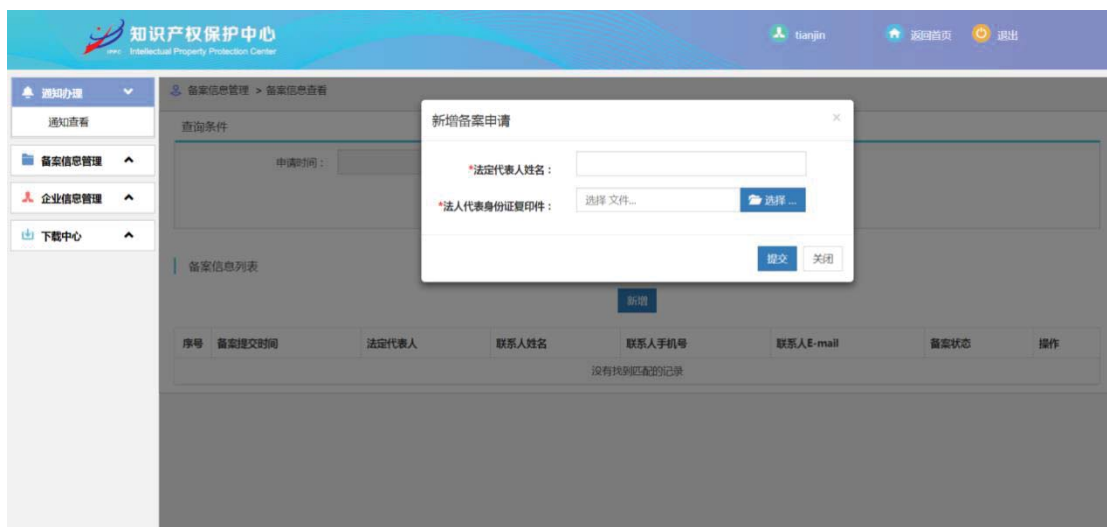 知识产权保护中心
IPPC Intellectual Property Protection Center
tianjin
返回首页
退出
通知办理
通知查看
备案信息管理
企业信息管理
下载中心
备案信息管理 > 备案信息查看
查询条件
申请时间：
新增备案申请
×
*法定代表人姓名：
*法人代表身份证复印件：
选择 文件...
选择 ...
提交
关闭
备案信息列表
新增
序号 备案提交时间 法定代表人 联系人姓名 联系人手机号 联系人E-mail 备案状态 操作
没有找到匹配的记录